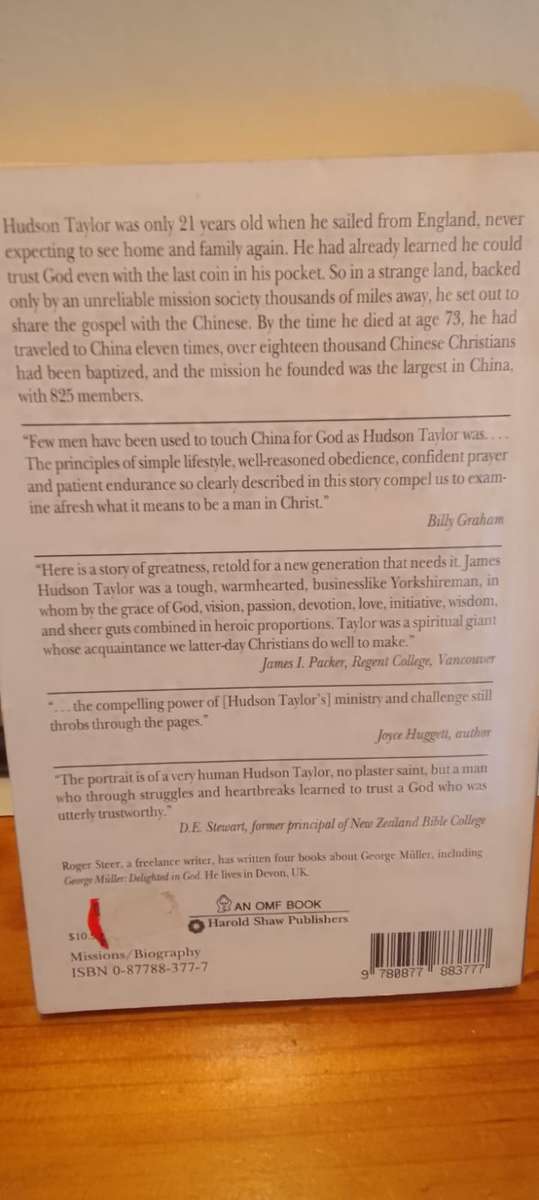 Hudson Taylor was only 21 years old when he sailed from England, never
expecting to see home and family again. He had already learned he could
trust God even with the last coin in his pocket. So in a strange land, backed
only by an unreliable mission society thousands of miles away, he set out to
share the gospel with the Chinese. By the time he died at age 73, he had
traveled to China eleven times, over eighteen thousand Chinese Christians
had been baptized, and the mission he founded was the largest in China,
with 825 members.
“Few men have been used to touch China for God as Hudson Taylor was. . . .
The principles of simple lifestyle, well-reasoned obedience, confident prayer
and patient endurance so clearly described in this story compel us to exam-
ine afresh what it means to be a man in Christ.”
Billy Graham
“Here is a story of greatness, retold for a new generation that needs it. James
Hudson Taylor was a tough, warmhearted, businesslike Yorkshireman, in
whom by the grace of God, vision, passion, devotion, love, initiative, wisdom,
and sheer guts combined in heroic proportions. Taylor was a spiritual giant
whose acquaintance we latter-day Christians do well to make.”
James I. Packer, Regent College, Vancouver
“. . . the compelling power of [Hudson Taylor's] ministry and challenge still
throbs through the pages.”
Joyce Huggett, author
“The portrait is of a very human Hudson Taylor, no plaster saint, but a man
who through struggles and heartbreaks learned to trust a God who was
utterly trustworthy.”
D.E. Stewart, former principal of New Zealand Bible College
Roger Steer, a freelance writer, has written four books about George Müller, including
George Müller: Delighted in God. He lives in Devon, UK.
AN OMF BOOK
Harold Shaw Publishers
$10.
Missions/Biography
ISBN 0-87788-377-7
9 780877 883777